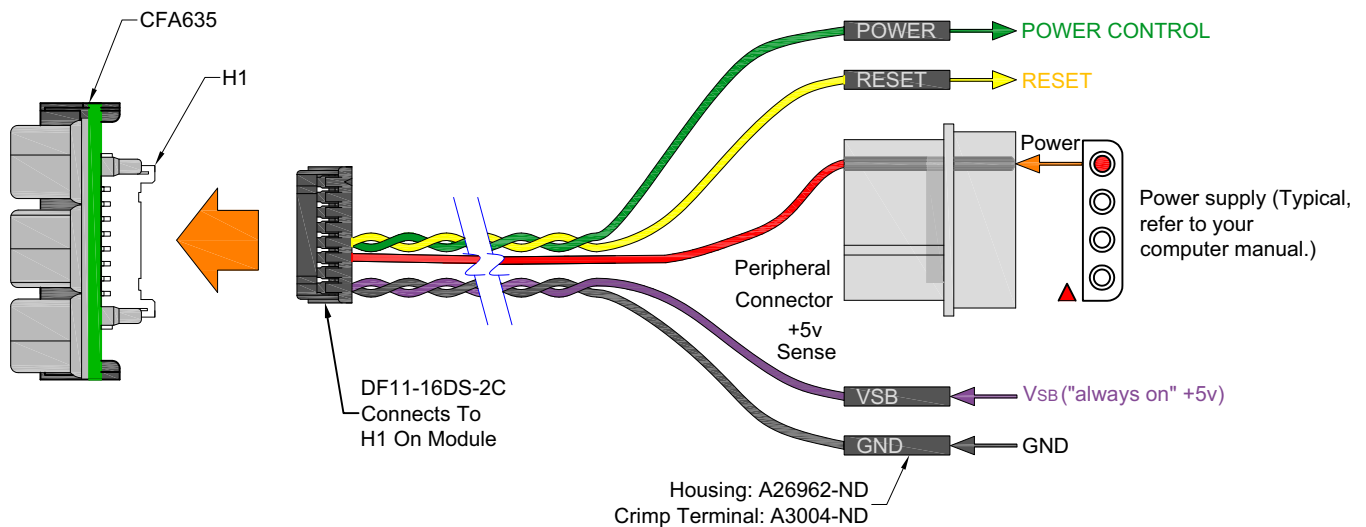 CFA635
H1
POWER
POWER CONTROL
RESET
RESET
Power
Power supply (Typical,
refer to your
computer manual.)
Peripheral
Connector
+5v
Sense
DF11-16DS-2C
Connects To
H1 On Module
VSB
VSB ("always on" +5v)
GND
GND
Housing: A26962-ND
Crimp Terminal: A3004-ND